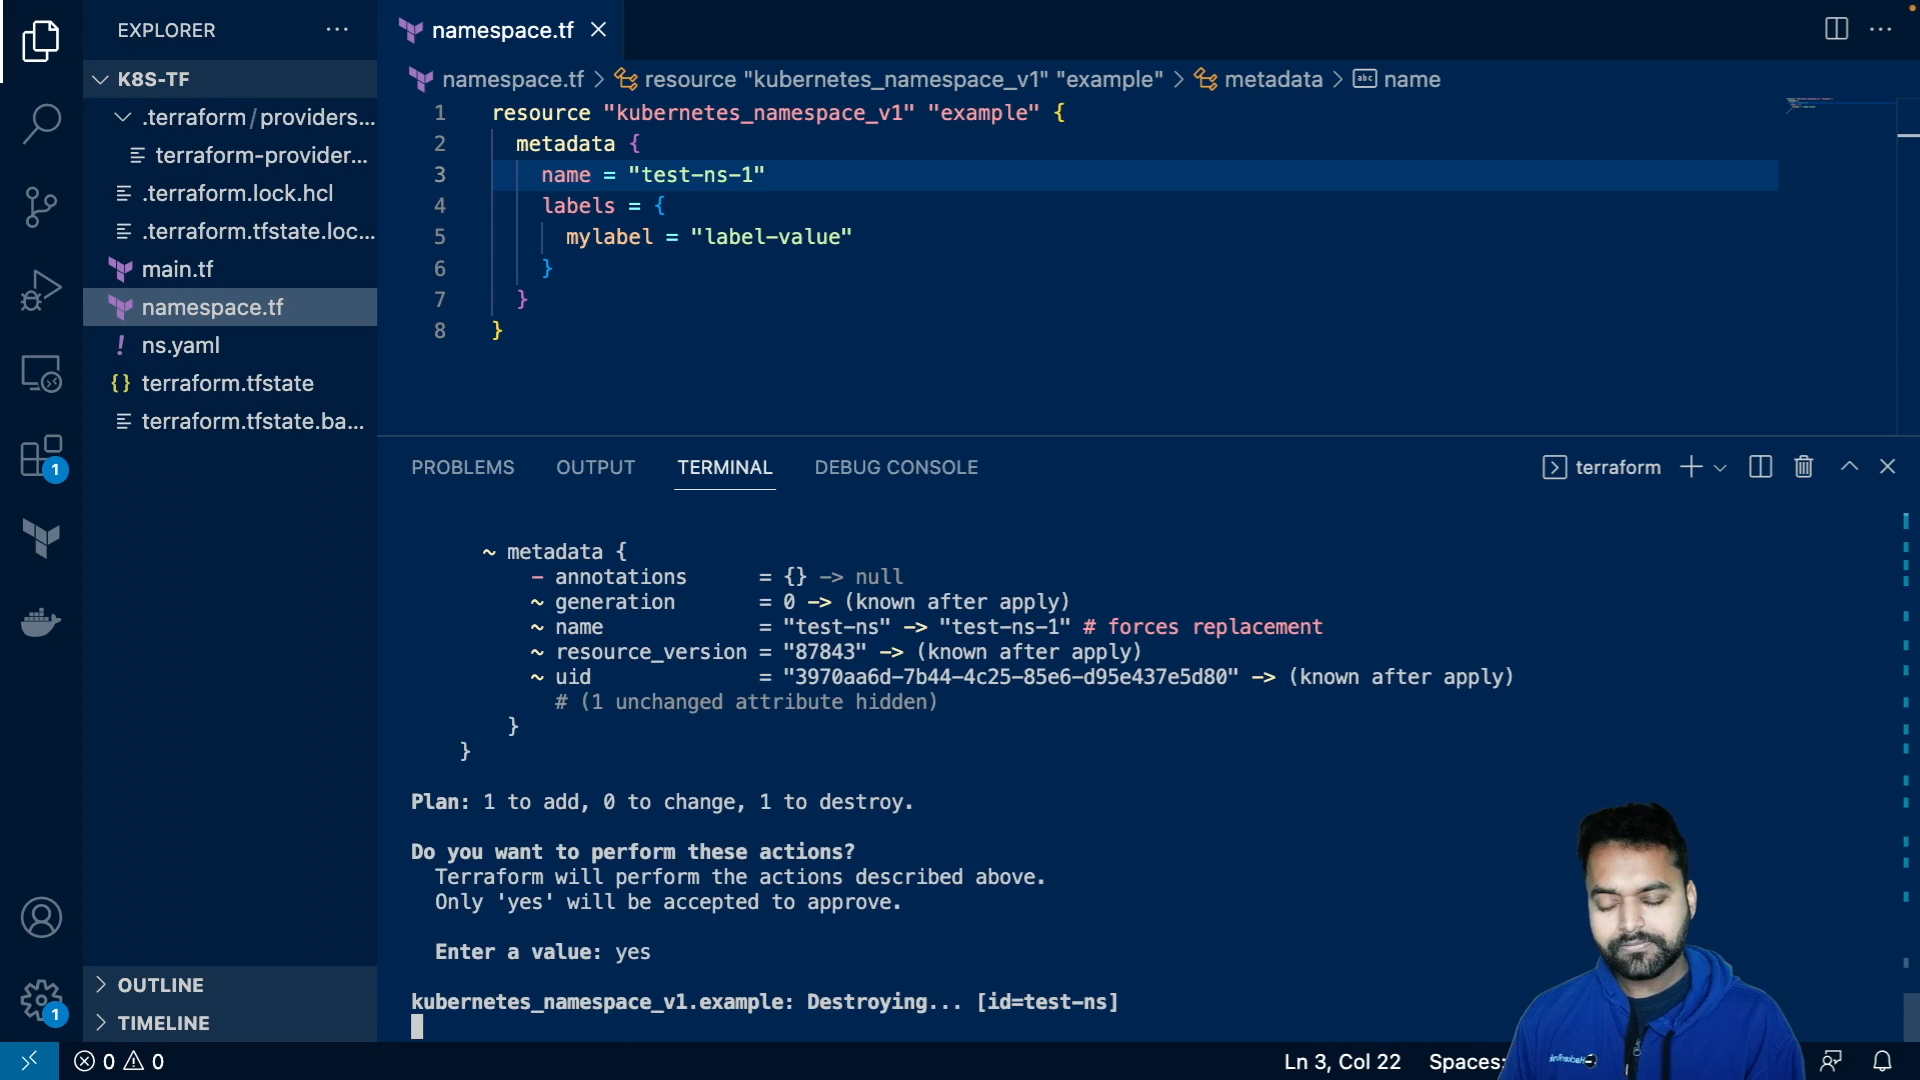 EXPLORER
K8S-TF
.terraform/providers...
terraform-provider...
.terraform.lock.hcl
.terraform.tfstate.loc...
main.tf
namespace.tf
ns.yaml
terraform.tfstate
terraform.tfstate.ba...
OUTLINE
TIMELINE
1
1
namespace.tf
namespace.tf > resource "kubernetes_namespace_v1" "example" > metadata > abc name
1 resource "kubernetes_namespace_v1" "example" {
2 metadata {
3 name = "test-ns-1"
4 labels = {
5 mylabel = "label-value"
6 }
7 }
8 }
PROBLEMS OUTPUT TERMINAL DEBUG CONSOLE terraform
~ metadata {
- annotations = {} -> null
~ generation = 0 -> (known after apply)
~ name = "test-ns" -> "test-ns-1" # forces replacement
~ resource_version = "87843" -> (known after apply)
~ uid = "3970aa6d-7b44-4c25-85e6-d95e437e5d80" -> (known after apply)
# (1 unchanged attribute hidden)
}
}
Plan: 1 to add, 0 to change, 1 to destroy.
Do you want to perform these actions?
Terraform will perform the actions described above.
Only 'yes' will be accepted to approve.
Enter a value: yes
kubernetes_namespace_v1.example: Destroying... [id=test-ns]
0 0
Ln 3, Col 22 Spaces: